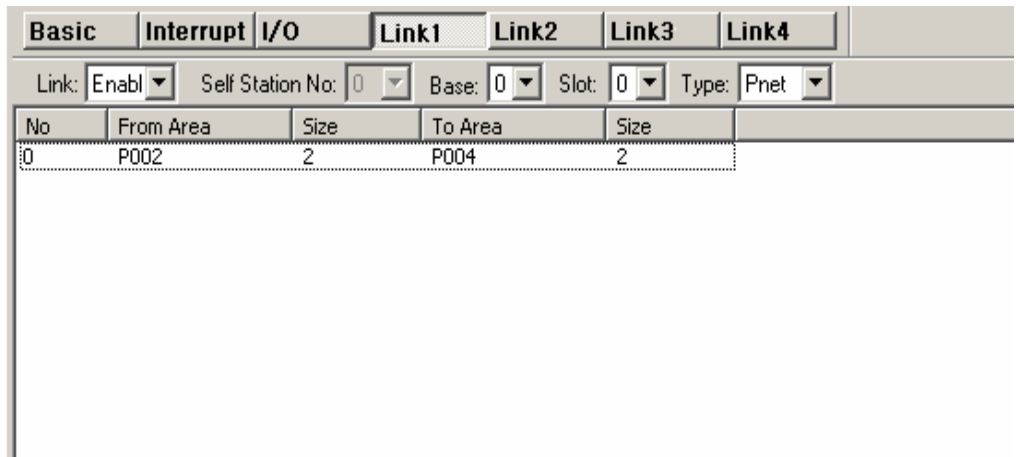 Basic Interrupt I/O Link1 Link2 Link3 Link4
Link: Enabl Self Station No: 0 Base: 0 Slot: 0 Type: Pnet
No From Area Size To Area Size
0 P002 2 P004 2